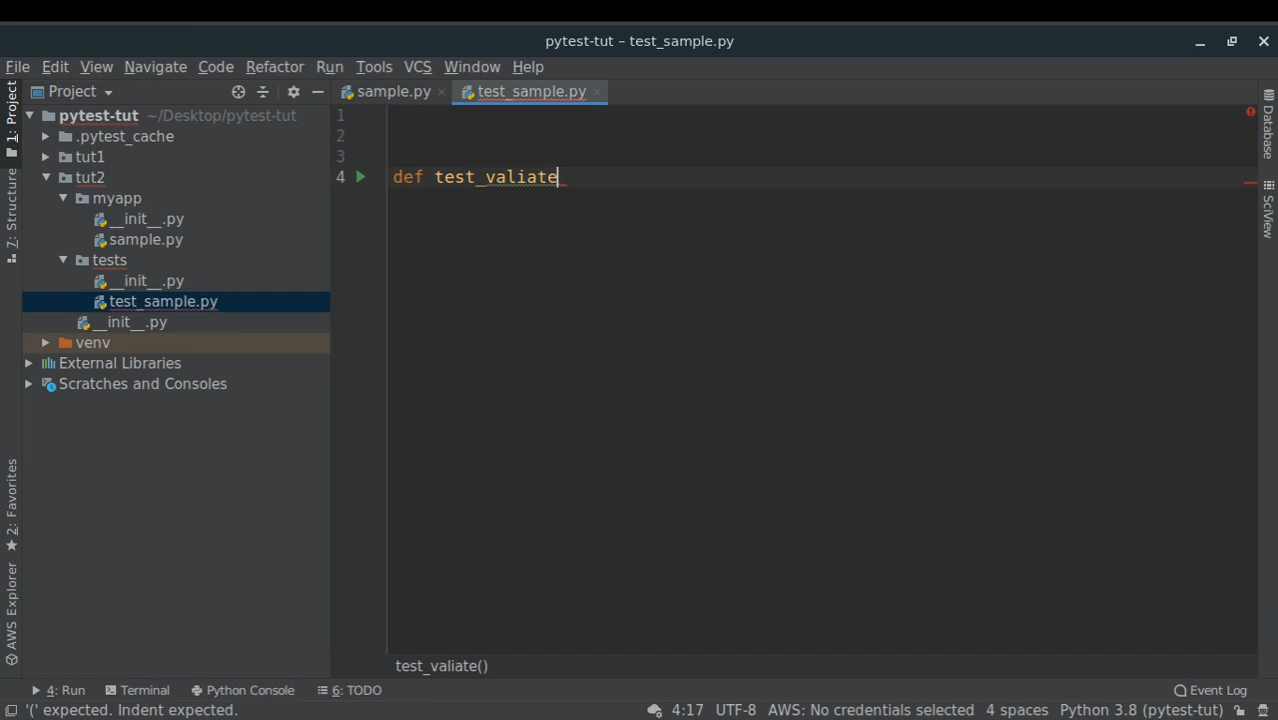 pytest-tut – test_sample.py
File Edit View Navigate Code Refactor Run Tools VCS Window Help
Project
sample.py
test_sample.py
1: Project
7: Structure
2: Favorites
AWS Explorer
pytest-tut ~/Desktop/pytest-tut
.pytest_cache
tut1
tut2
myapp
__init__.py
sample.py
tests
__init__.py
test_sample.py
__init__.py
venv
External Libraries
Scratches and Consoles
1
2
3
4 def test_valiate
Database
SciView
test_valiate()
4: Run Terminal Python Console 6: TODO Event Log
'(' expected. Indent expected. 4:17 UTF-8 AWS: No credentials selected 4 spaces Python 3.8 (pytest-tut)